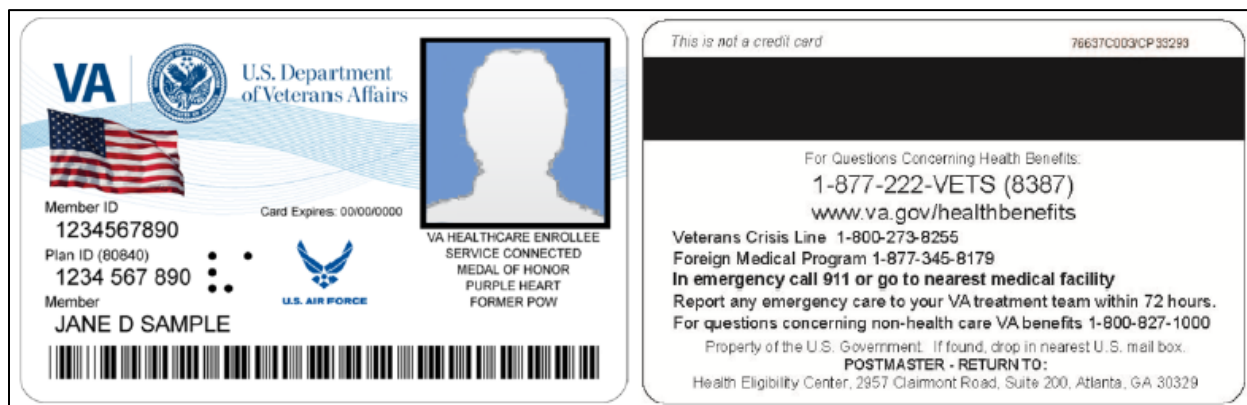 VA
U.S. Department
of Veterans Affairs
Member ID
1234567890
Card Expires: 00/00/0000
Plan ID (80840)
1234 567 890
Member
JANE D SAMPLE
U.S. AIR FORCE
VA HEALTHCARE ENROLLEE
SERVICE CONNECTED
MEDAL OF HONOR
PURPLE HEART
FORMER POW
This is not a credit card
76637C003/CP33293
For Questions Concerning Health Benefits:
1-877-222-VETS (8387)
www.va.gov/healthbenefits
Veterans Crisis Line 1-800-273-8255
Foreign Medical Program 1-877-345-8179
In emergency call 911 or go to nearest medical facility
Report any emergency care to your VA treatment team within 72 hours.
For questions concerning non-health care VA benefits 1-800-827-1000
Property of the U.S. Government. If found, drop in nearest U.S. mail box.
POSTMASTER - RETURN TO:
Health Eligibility Center, 2957 Clairmont Road, Suite 200, Atlanta, GA 30329